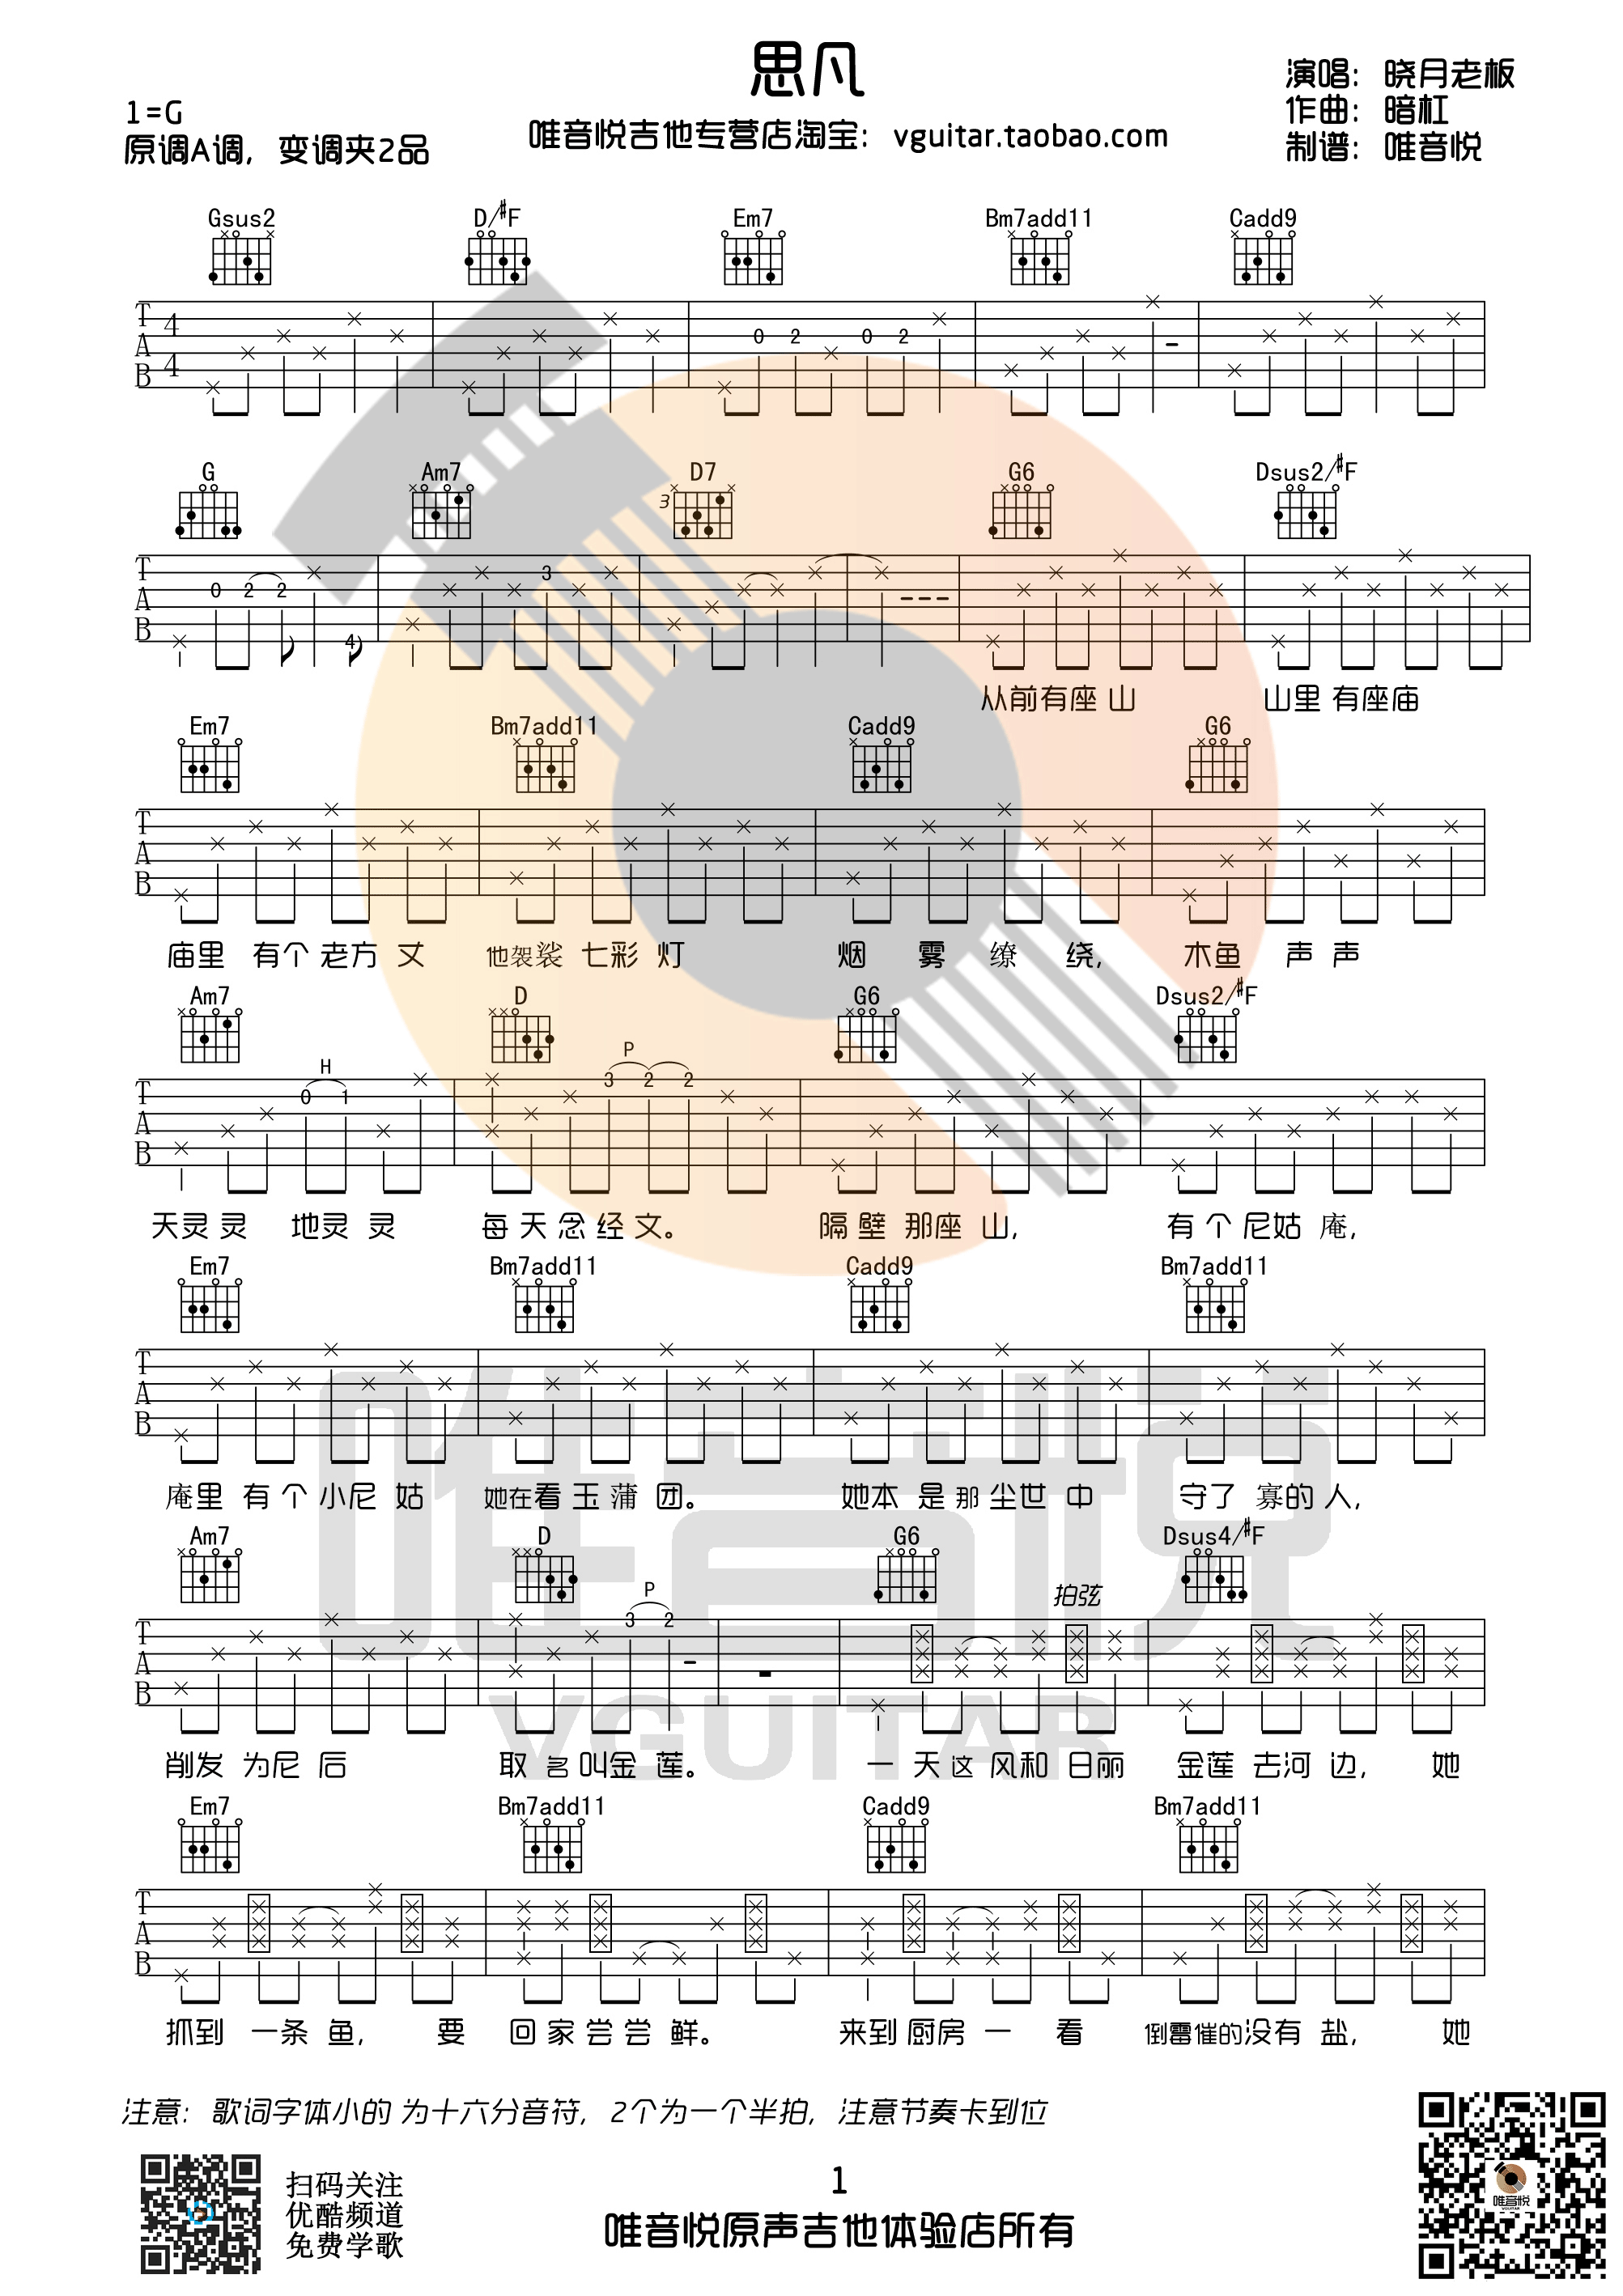 思凡
1=G
原调A调，变调夹2品
唯音悦吉他专营店淘宝：vguitar.taobao.com
演唱：晓月老板
作曲：暗杠
制谱：唯音悦
Gsus2 D/#F Em7 Bm7add11 Cadd9
T A B 4 4 0 2 0 2
G Am7 D7 G6 Dsus2/#F
3
T A B 0 2 2 4 3
从前有座山 山里有座庙
Em7 Bm7add11 Cadd9 G6
T A B
庙里 有个老方丈 他袈裟七彩灯 烟雾缭绕, 木鱼声声
Am7 D G6 Dsus2/#F
H P
T A B 0 1 3 2 2
天灵灵 地灵灵 每天念经文。 隔壁那座山, 有个尼姑庵,
Em7 Bm7add11 Cadd9 Bm7add11
T A B
庵里有个小尼姑 她在看玉蒲团。 她本是那尘世中 守了寡的人,
Am7 D G6 Dsus4/#F
P 拍弦
T A B 3 2
削发为尼后 取名叫金莲。 一天这风和日丽 金莲去河边, 她
Em7 Bm7add11 Cadd9 Bm7add11
T A B
抓到一条鱼, 要 回家尝尝鲜。 来到厨房一看 倒霉催的没有盐, 她
注意：歌词字体小的 为十六分音符，2个为一个半拍，注意节奏卡到位
扫码关注
优酷频道
免费学歌
1
唯音悦原声吉他体验店所有
唯音悦
唯音悦
VGUITAR